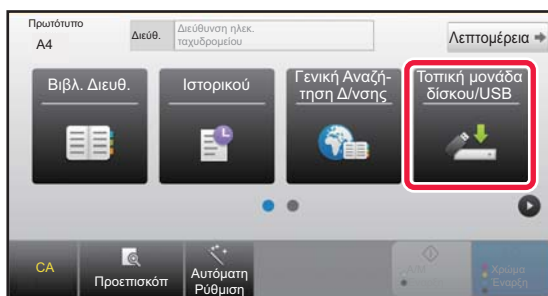 Πρωτότυπο
A4
Διεύθ.
Διεύθυνση ηλεκ.
ταχυδρομείου
Λεπτομέρεια
Βιβλ. Διευθ.
Ιστορικού
Γενική Αναζή-
τηση Δ/νσης
Τοπική μονάδα
δίσκου/USB
CA
Προεπισκόπ
Αυτόματη
Ρύθμιση
Χρώμα
Έναρξη